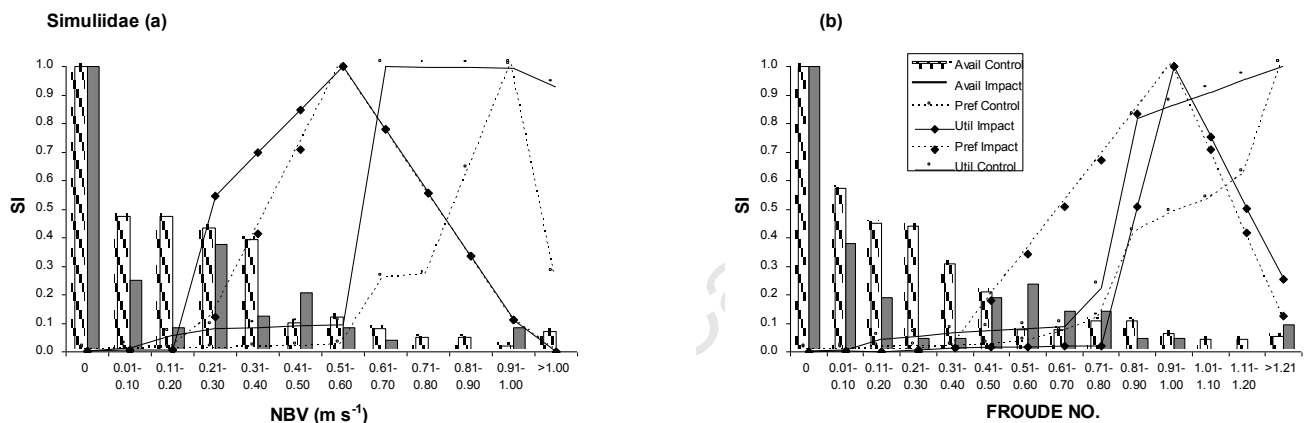 Simuliidae (a)
SI
1.0
0.9
0.8
0.7
0.6
0.5
0.4
0.3
0.2
0.1
0.0
0 0.01- 0.11- 0.21- 0.31- 0.41- 0.51- 0.61- 0.71- 0.81- 0.91- >1.00
0.10 0.20 0.30 0.40 0.50 0.60 0.70 0.80 0.90 1.00
NBV (m s⁻¹)
(b)
SI
1.0
0.9
0.8
0.7
0.6
0.5
0.4
0.3
0.2
0.1
0.0
Avail Control
Avail Impact
Pref Control
Util Impact
Pref Impact
Util Control
0 0.01- 0.11- 0.21- 0.31- 0.41- 0.51- 0.61- 0.71- 0.81- 0.91- 1.01- 1.11- >1.21
0.10 0.20 0.30 0.40 0.50 0.60 0.70 0.80 0.90 1.00 1.10 1.20
FROUDE NO.